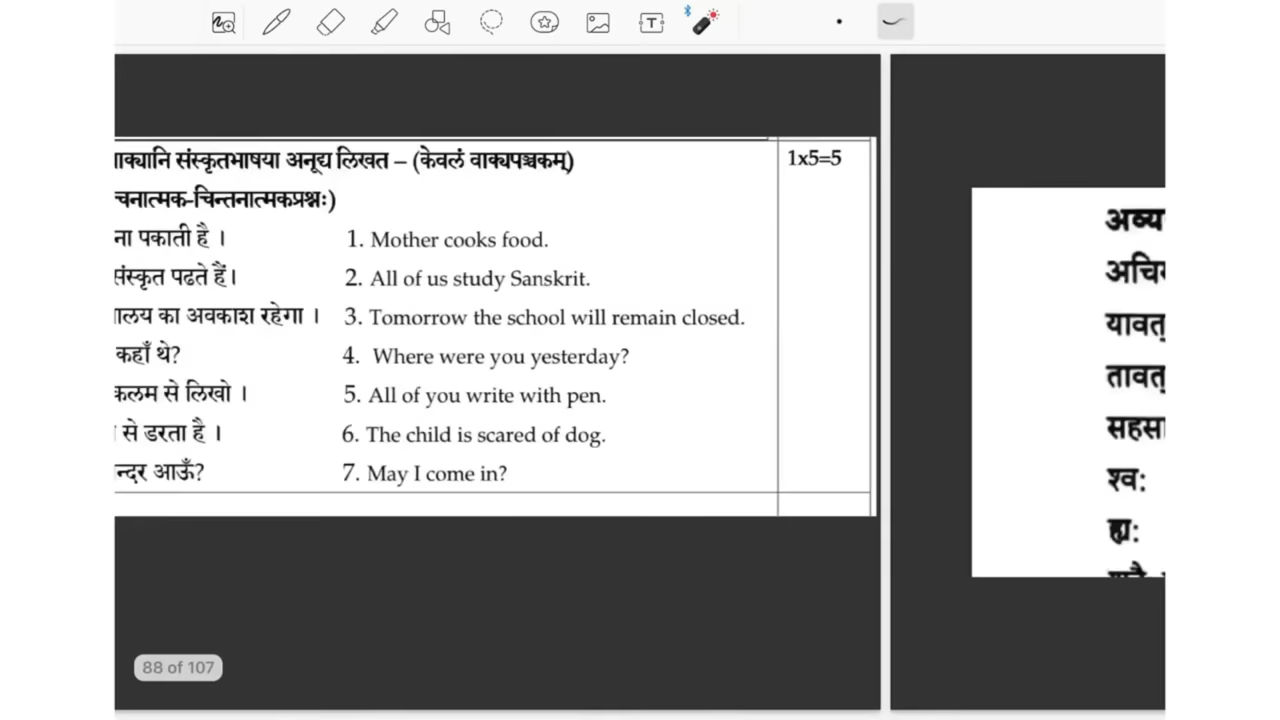 वाक्यानि संस्कृतभाषया अनूद्य लिखत – (केवलं वाक्यपञ्चकम्) 1x5=5
चनात्मक-चिन्तनात्मकप्रश्नः)
ना पकाती है । 1. Mother cooks food.
संस्कृत पढते हैं। 2. All of us study Sanskrit.
ालय का अवकाश रहेगा । 3. Tomorrow the school will remain closed.
कहाँ थे? 4. Where were you yesterday?
कलम से लिखो । 5. All of you write with pen.
से डरता है । 6. The child is scared of dog.
न्दर आऊँ? 7. May I come in?
88 of 107
अव्य
अचि
यावत्
तावत्
सहसा
श्व:
ह्य: